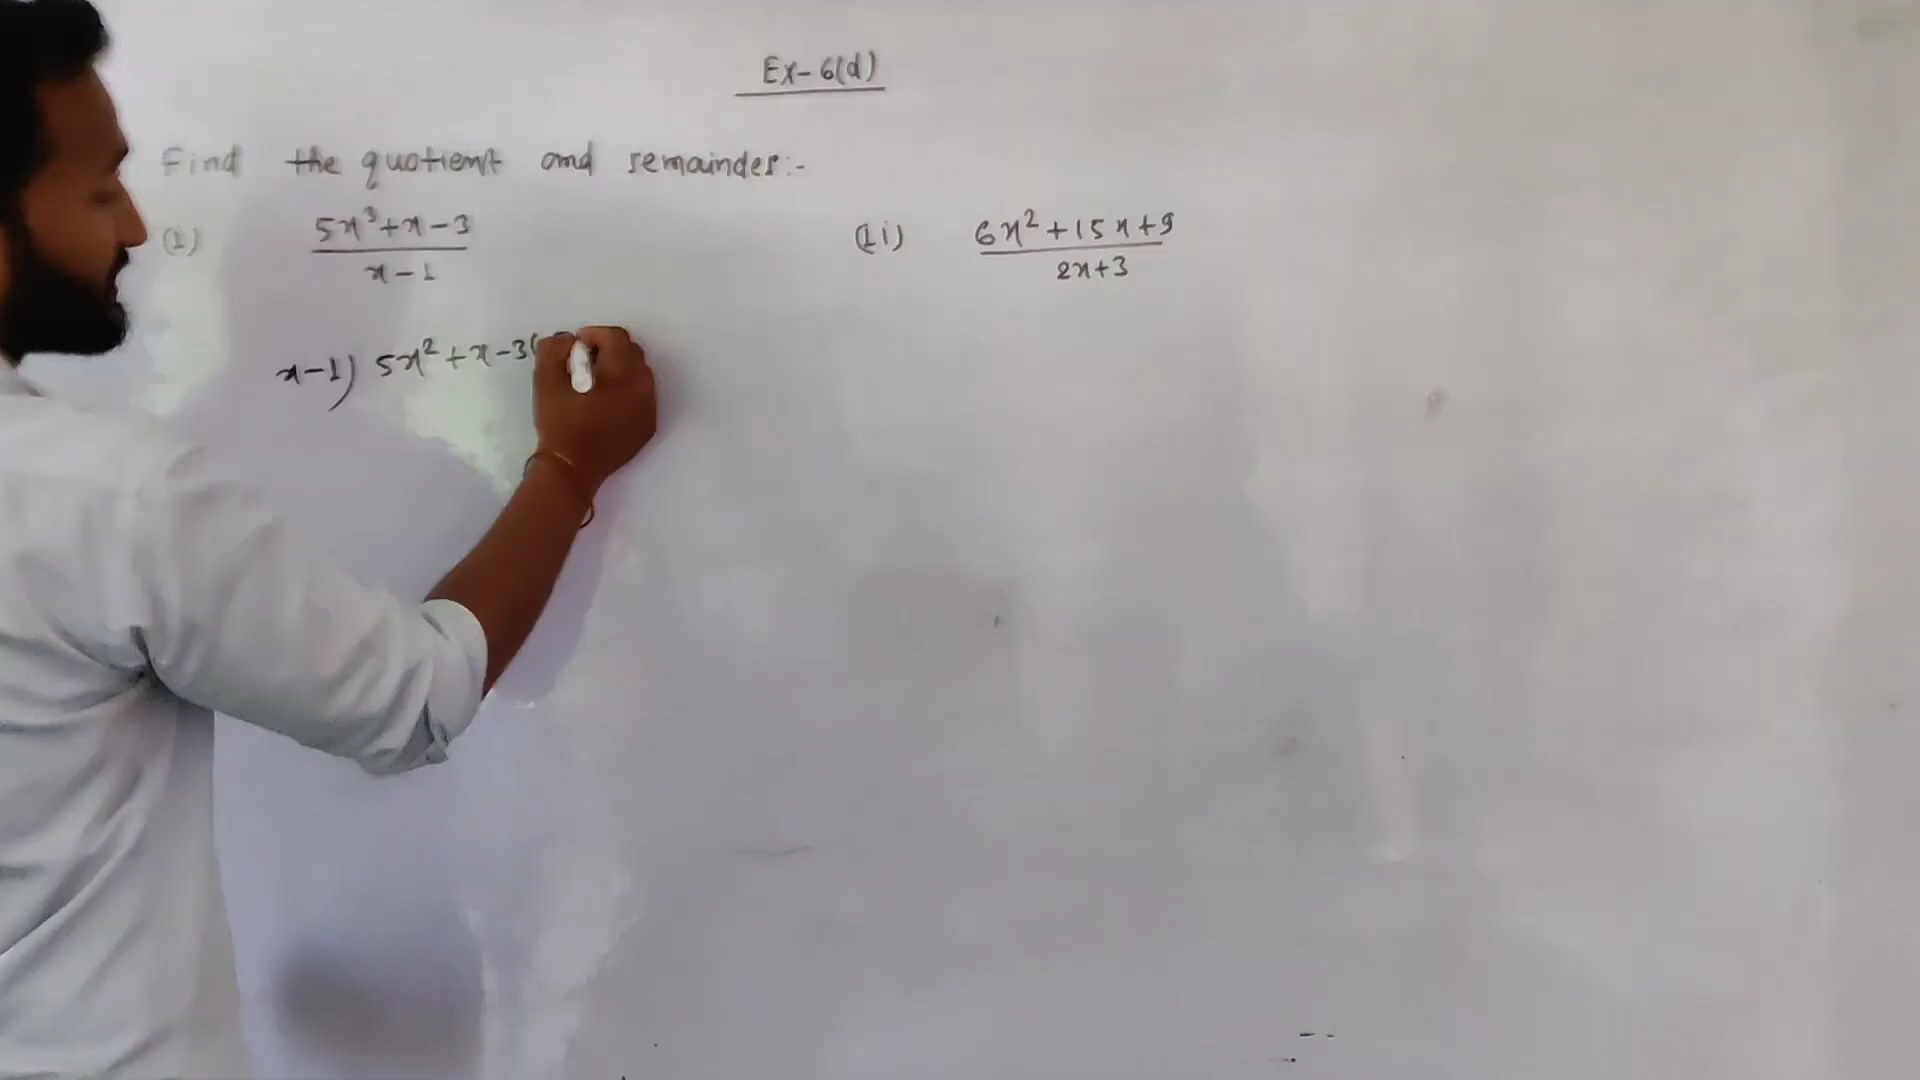 Ex-6(d)
Find the quotient and remainder:-
(i) 5x³+x-3
x-1
(ii) 6x²+15x+9
2x+3
x-1) 5x²+x-3(